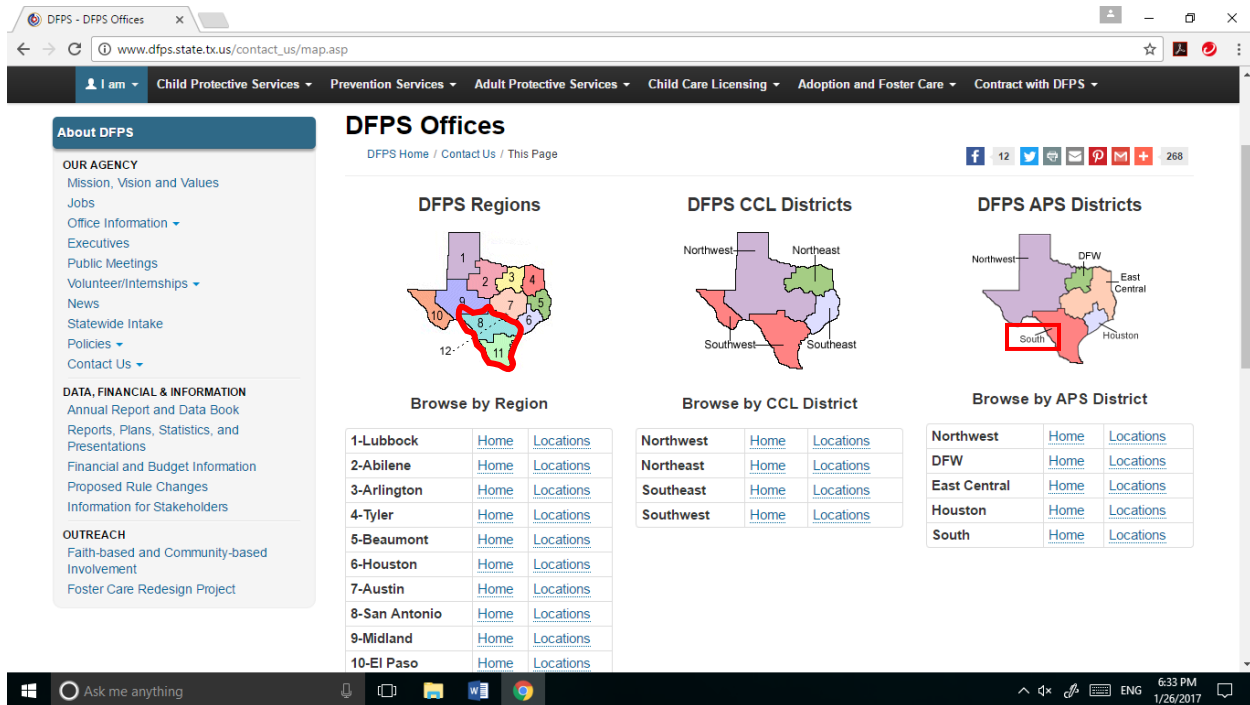 DFPS - DFPS Offices
www.dfps.state.tx.us/contact_us/map.asp
I am
Child Protective Services
Prevention Services
Adult Protective Services
Child Care Licensing
Adoption and Foster Care
Contract with DFPS
About DFPS
OUR AGENCY
Mission, Vision and Values
Jobs
Office Information
Executives
Public Meetings
Volunteer/Internships
News
Statewide Intake
Policies
Contact Us
DATA, FINANCIAL & INFORMATION
Annual Report and Data Book
Reports, Plans, Statistics, and
Presentations
Financial and Budget Information
Proposed Rule Changes
Information for Stakeholders
OUTREACH
Faith-based and Community-based
Involvement
Foster Care Redesign Project
DFPS Offices
DFPS Home / Contact Us / This Page
12
268
DFPS Regions
1
2
3
4
5
6
7
8
9
10
11
12
Browse by Region
1-Lubbock Home Locations
2-Abilene Home Locations
3-Arlington Home Locations
4-Tyler Home Locations
5-Beaumont Home Locations
6-Houston Home Locations
7-Austin Home Locations
8-San Antonio Home Locations
9-Midland Home Locations
10-El Paso Home Locations
DFPS CCL Districts
Northwest
Northeast
Southwest
Southeast
Browse by CCL District
Northwest Home Locations
Northeast Home Locations
Southeast Home Locations
Southwest Home Locations
DFPS APS Districts
Northwest
DFW
East
Central
South
Houston
Browse by APS District
Northwest Home Locations
DFW Home Locations
East Central Home Locations
Houston Home Locations
South Home Locations
Ask me anything
ENG
6:33 PM
1/26/2017